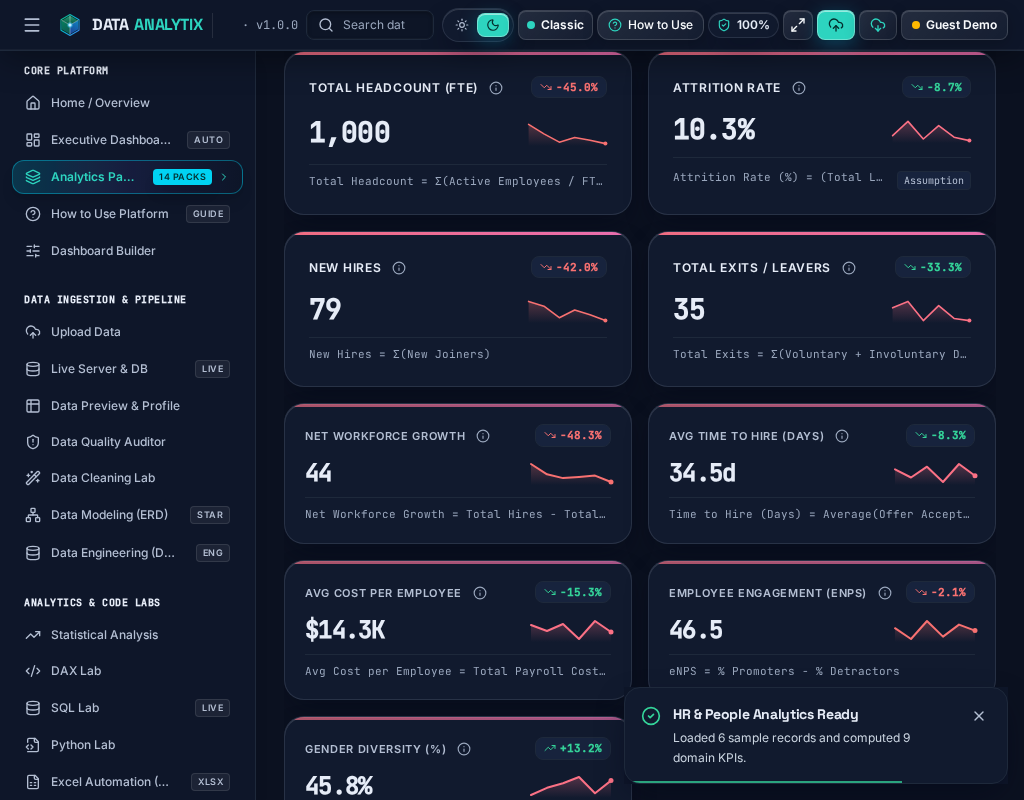 DATA ANALYTIX
· v1.0.0
Search dat
Classic
How to Use
100%
Guest Demo
CORE PLATFORM
Home / Overview
Executive Dashboa... AUTO
Analytics Pa... 14 PACKS
How to Use Platform GUIDE
Dashboard Builder
DATA INGESTION & PIPELINE
Upload Data
Live Server & DB LIVE
Data Preview & Profile
Data Quality Auditor
Data Cleaning Lab
Data Modeling (ERD) STAR
Data Engineering (D... ENG
ANALYTICS & CODE LABS
Statistical Analysis
DAX Lab
SQL Lab LIVE
Python Lab
Excel Automation (... XLSX
TOTAL HEADCOUNT (FTE) -45.0%
1,000
Total Headcount = Σ(Active Employees / FT…
ATTRITION RATE -8.7%
10.3%
Attrition Rate (%) = (Total L… Assumption
NEW HIRES -42.0%
79
New Hires = Σ(New Joiners)
TOTAL EXITS / LEAVERS -33.3%
35
Total Exits = Σ(Voluntary + Involuntary D…
NET WORKFORCE GROWTH -48.3%
44
Net Workforce Growth = Total Hires - Total…
AVG TIME TO HIRE (DAYS) -8.3%
34.5d
Time to Hire (Days) = Average(Offer Accept…
AVG COST PER EMPLOYEE -15.3%
$14.3K
Avg Cost per Employee = Total Payroll Cost…
EMPLOYEE ENGAGEMENT (ENPS) -2.1%
46.5
eNPS = % Promoters - % Detractors
GENDER DIVERSITY (%) +13.2%
45.8%
HR & People Analytics Ready
Loaded 6 sample records and computed 9
domain KPIs.